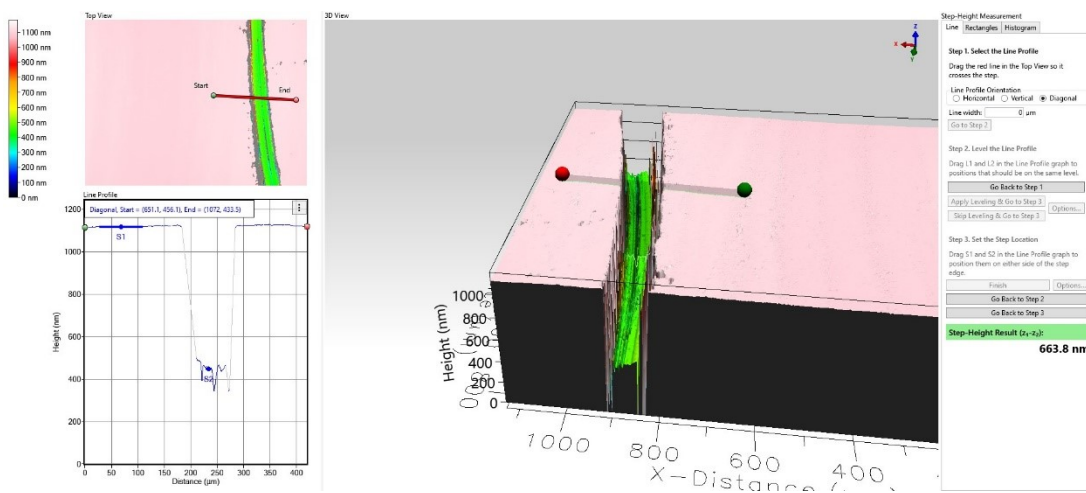 Top View
1100 nm
1000 nm
900 nm
800 nm
700 nm
600 nm
500 nm
400 nm
300 nm
200 nm
100 nm
0 nm
Start
End
Line Profile
Diagonal, Start = (651.1, 456.1), End = (1072, 433.5)
Height (nm)
1200
1000
800
600
400
200
0
S1
S2
0 50 100 150 200 250 300 350 400
Distance (µm)
3D View
Z
X
Y
Height (nm)
1000
800
600
400
200
0
1000 800 600 400
X-Distance
Step-Height Measurement
Line Rectangles Histogram
Step 1. Select the Line Profile
Drag the red line in the Top View so it
crosses the step.
Line Profile Orientation
Horizontal Vertical Diagonal
Line width: 0 µm
Go to Step 2
Step 2. Level the Line Profile
Drag L1 and L2 in the Line Profile graph to
positions that should be on the same level.
Go Back to Step 1
Apply Leveling & Go to Step 3
Options...
Skip Leveling & Go to Step 3
Step 3. Set the Step Location
Drag S1 and S2 in the Line Profile graph to
position them on either side of the step
edge.
Finish Options...
Go Back to Step 2
Go Back to Step 3
Step-Height Result (z₁-z₂):
663.8 nm